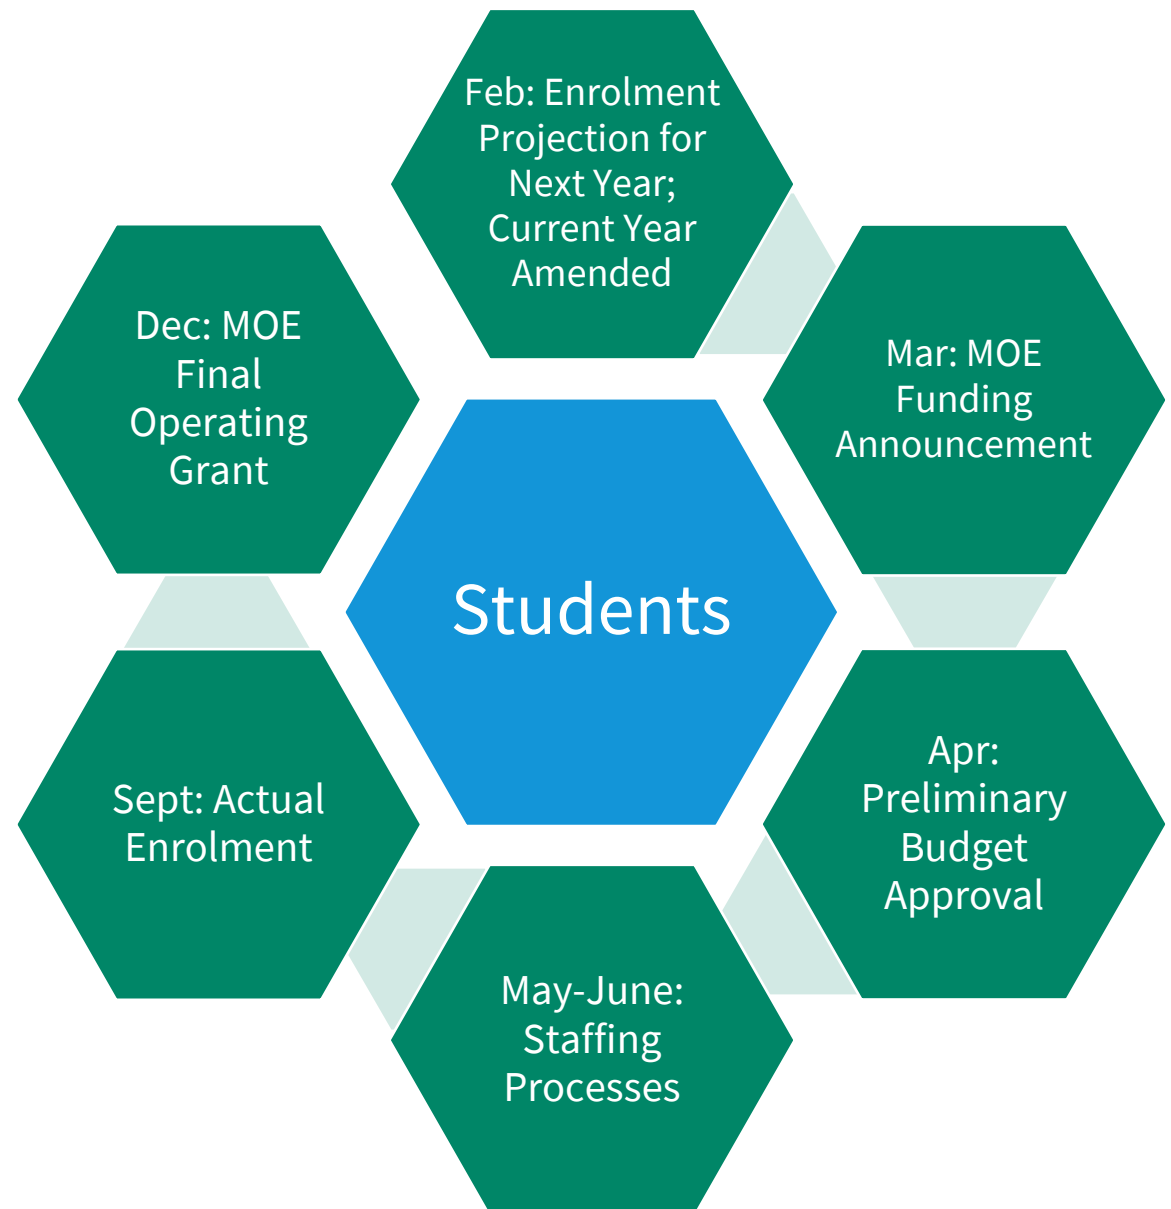 Feb: Enrolment
Projection for
Next Year;
Current Year
Amended
Mar: MOE
Funding
Announcement
Apr:
Preliminary
Budget
Approval
May-June:
Staffing
Processes
Sept: Actual
Enrolment
Dec: MOE
Final
Operating
Grant
Students